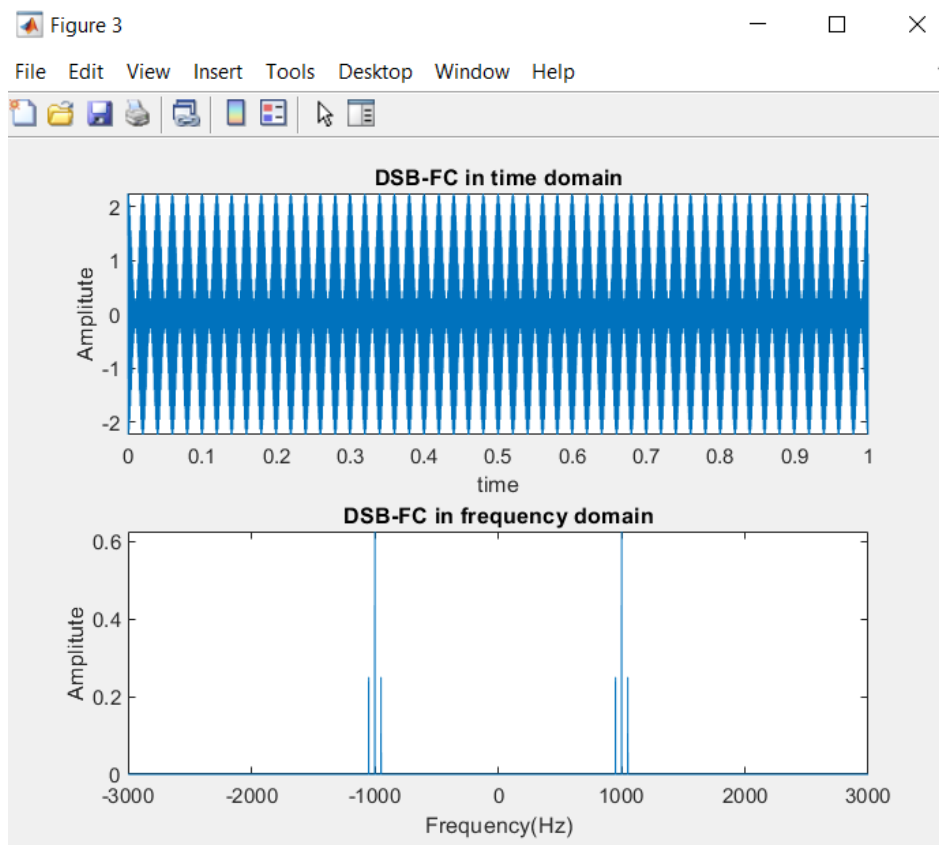 Figure 3
File Edit View Insert Tools Desktop Window Help
DSB-FC in time domain
2
1
0
-1
-2
Amplitute
0 0.1 0.2 0.3 0.4 0.5 0.6 0.7 0.8 0.9 1
time
DSB-FC in frequency domain
0.6
0.4
0.2
0
Amplitute
-3000 -2000 -1000 0 1000 2000 3000
Frequency(Hz)